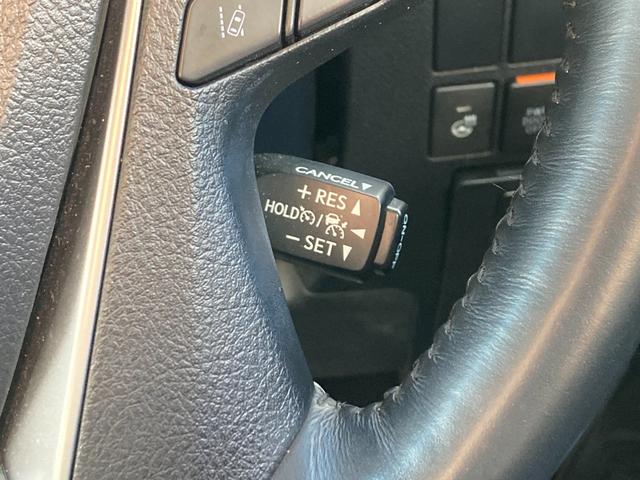 CANCEL▼
+RES▲
HOLD / ◀
−SET▼
ON-OFF